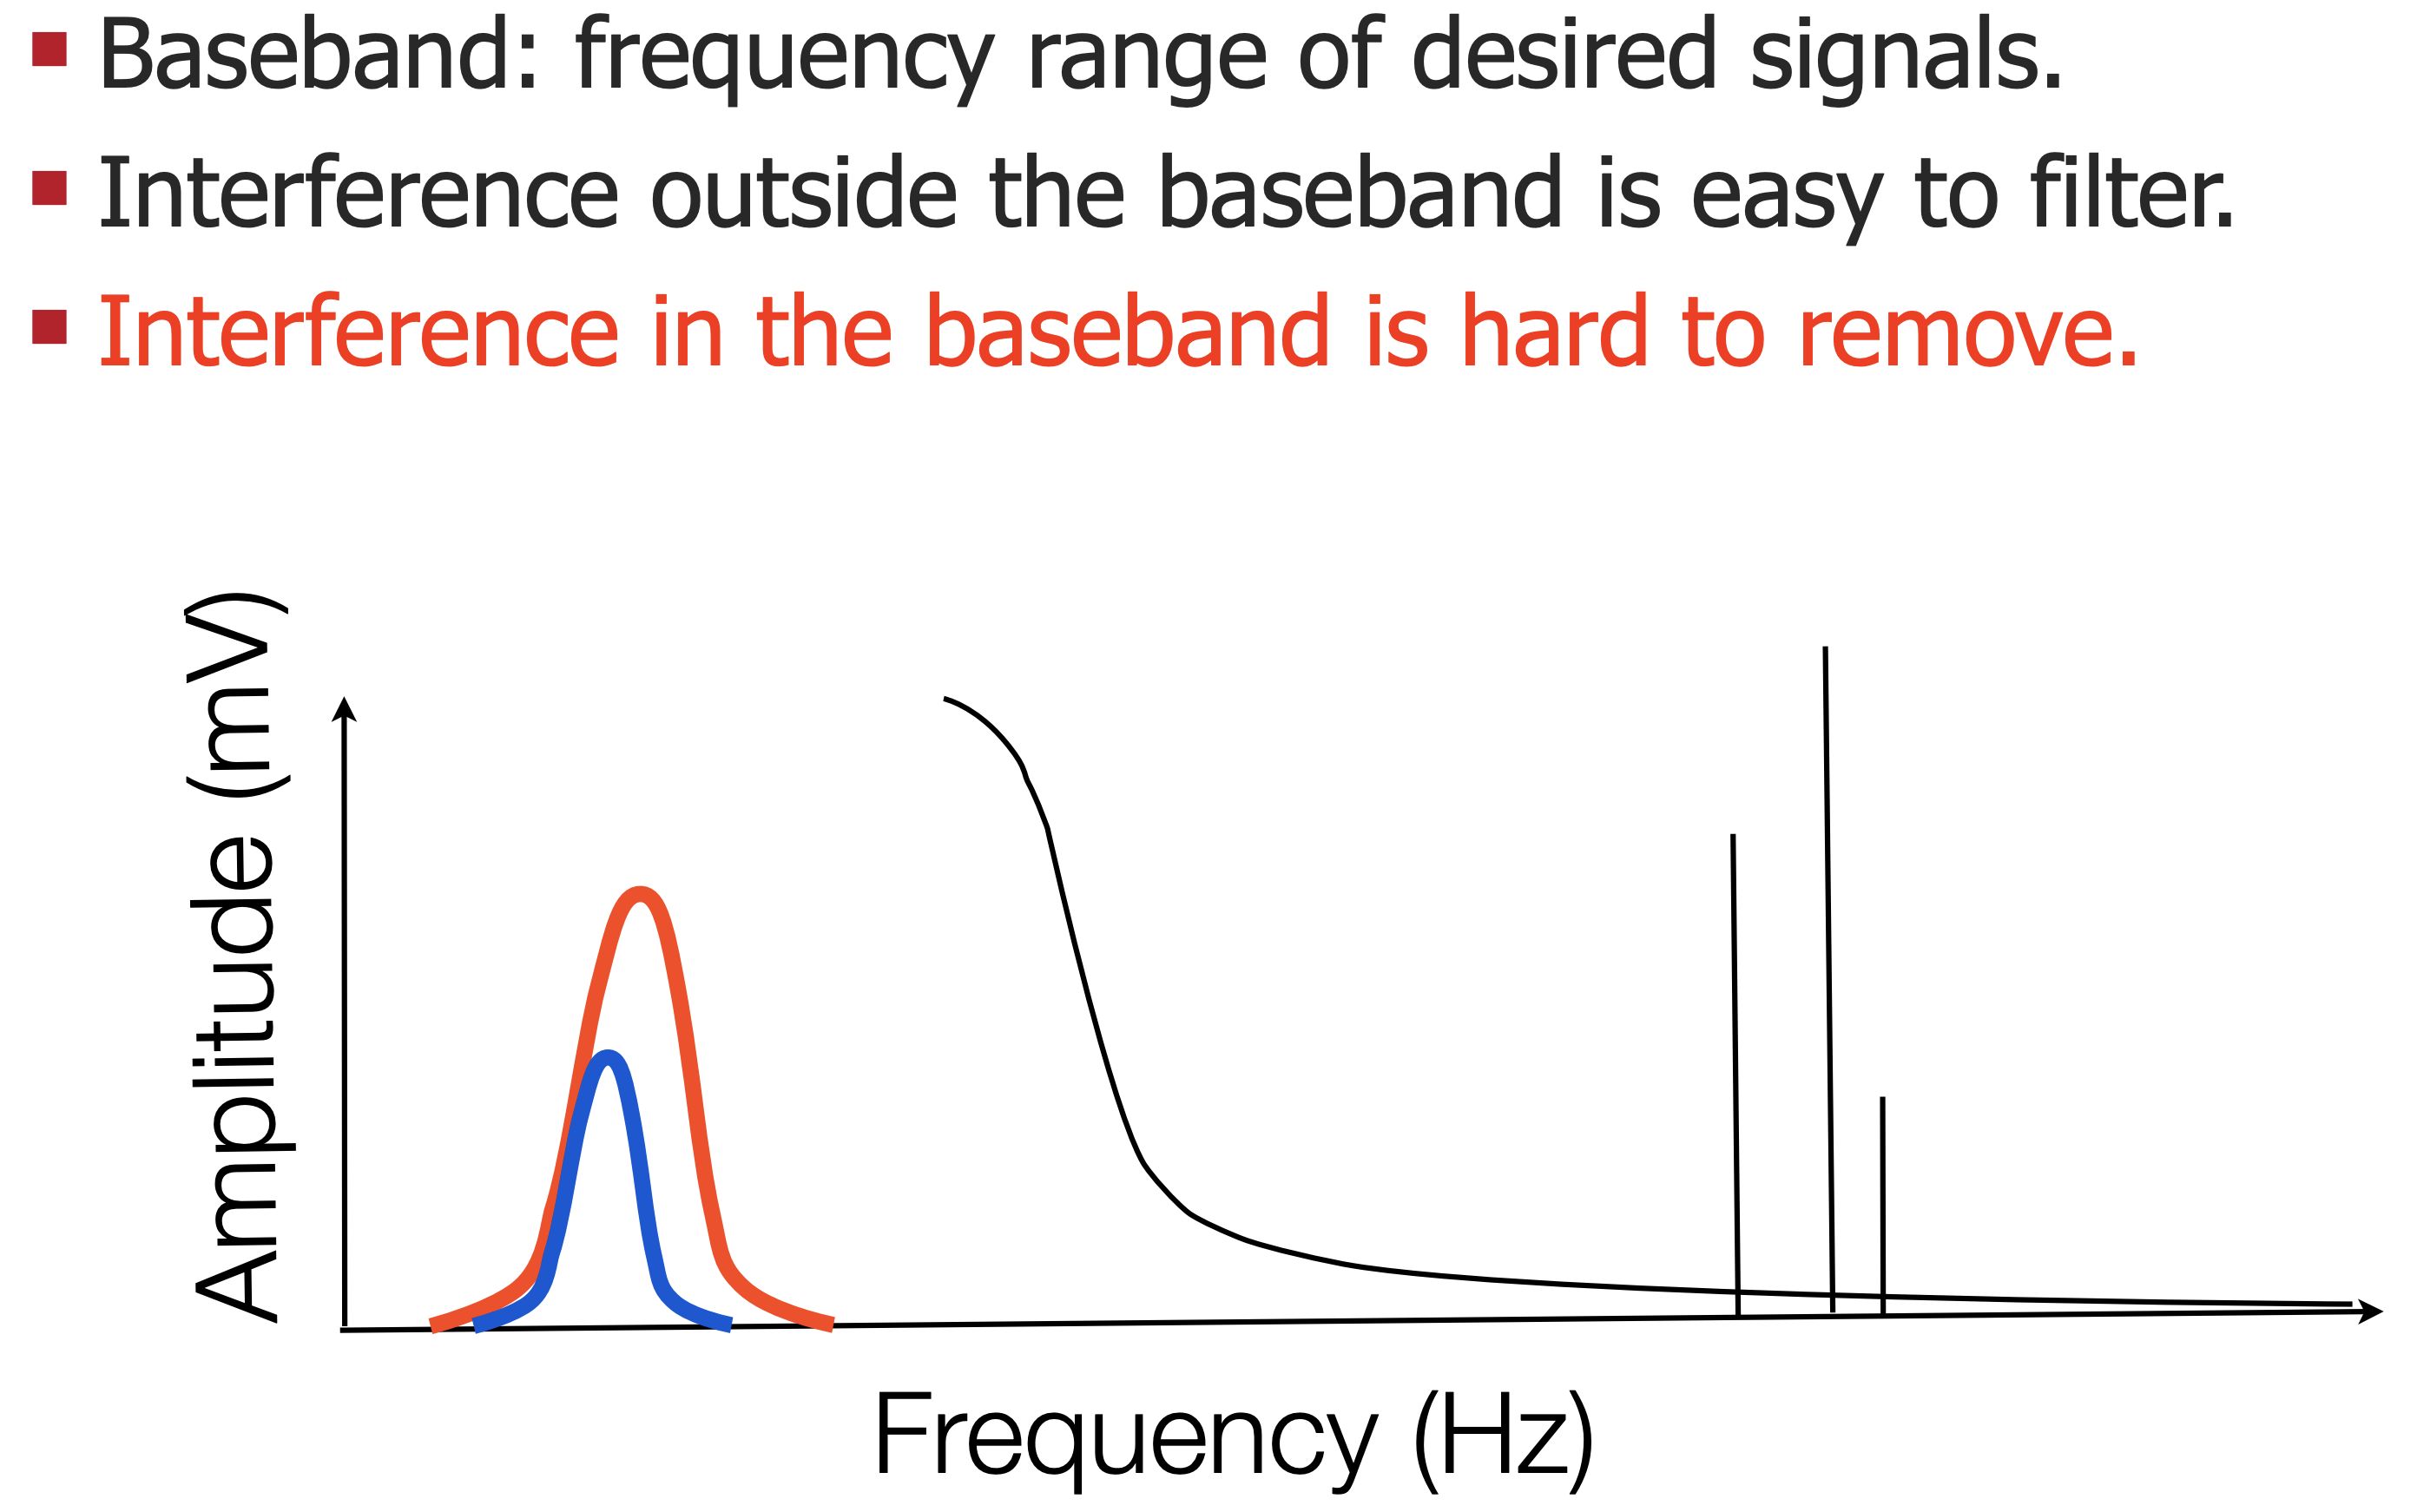 Baseband: frequency range of desired signals.
Interference outside the baseband is easy to filter.
Interference in the baseband is hard to remove.
Amplitude (mV)
Frequency (Hz)